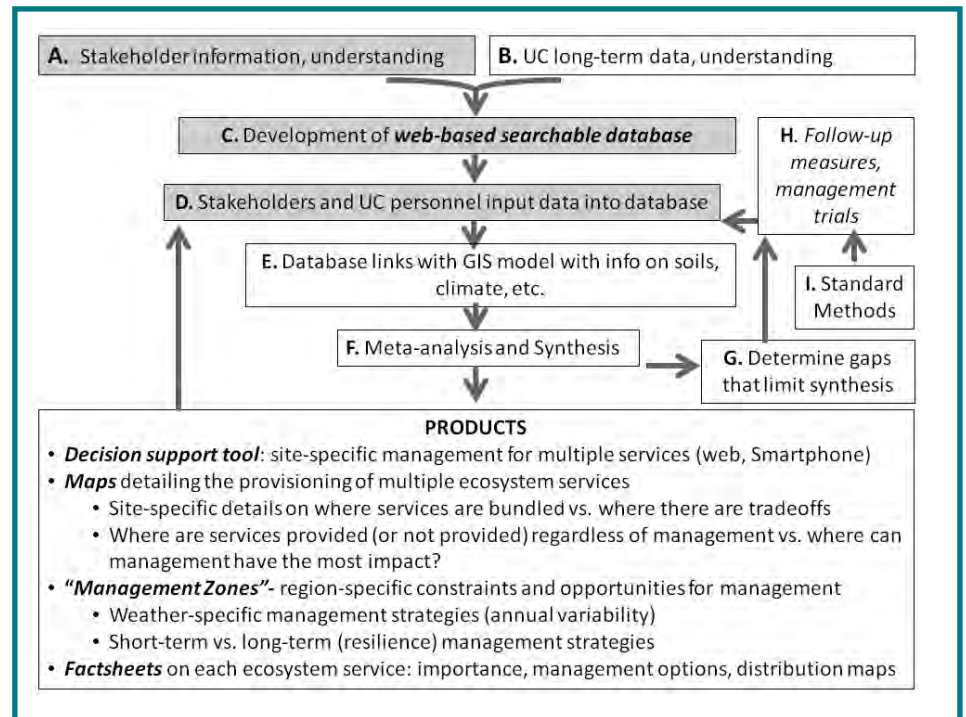 A. Stakeholder information, understanding
B. UC long-term data, understanding
C. Development of web-based searchable database
H. Follow-up
measures,
management
trials
D. Stakeholders and UC personnel input data into database
E. Database links with GIS model with info on soils,
climate, etc.
I. Standard
Methods
F. Meta-analysis and Synthesis
G. Determine gaps
that limit synthesis
PRODUCTS
• Decision support tool: site-specific management for multiple services (web, Smartphone)
• Maps detailing the provisioning of multiple ecosystem services
• Site-specific details on where services are bundled vs. where there are tradeoffs
• Where are services provided (or not provided) regardless of management vs. where can
management have the most impact?
• “Management Zones”- region-specific constraints and opportunities for management
• Weather-specific management strategies (annual variability)
• Short-term vs. long-term (resilience) management strategies
• Factsheets on each ecosystem service: importance, management options, distribution maps